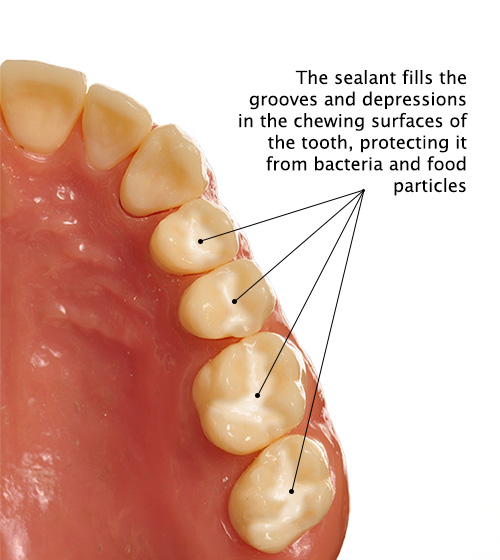 The sealant fills the
grooves and depressions
in the chewing surfaces of
the tooth, protecting it
from bacteria and food
particles